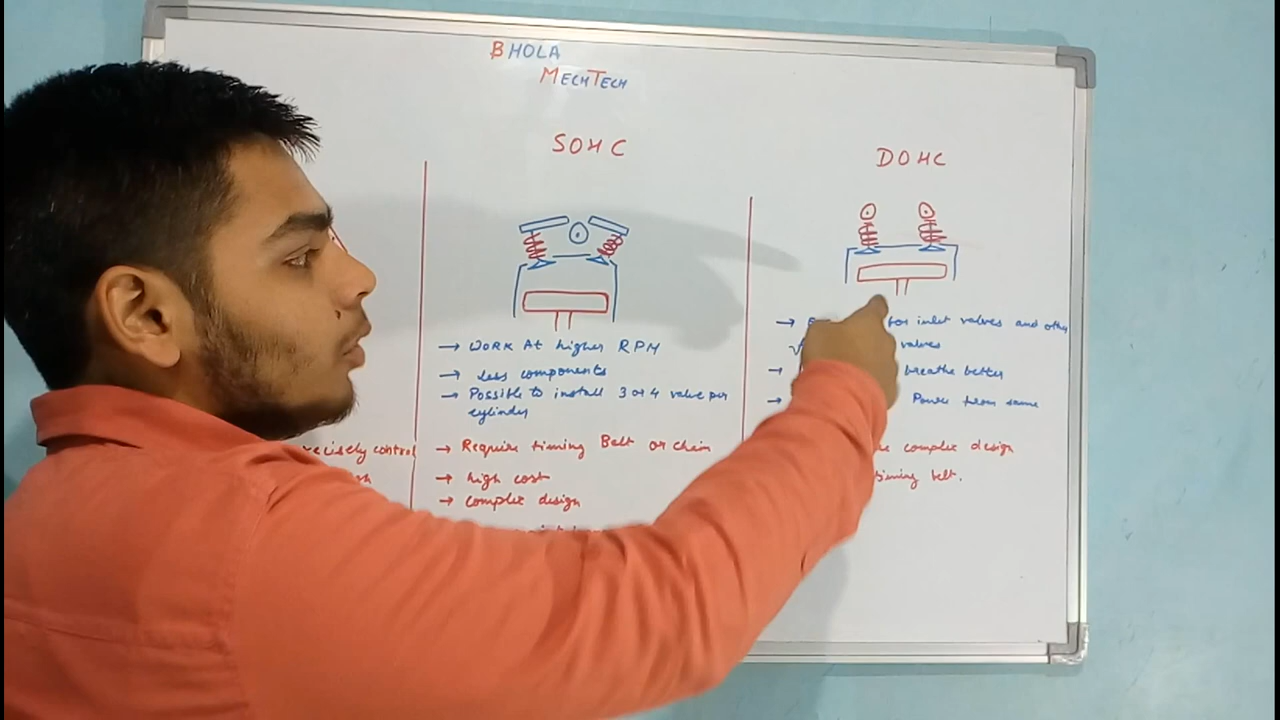 BHOLA
MECHTECH
SOHC
→ Work At higher RPM
→ Less components
→ Possible to install 3 or 4 valve per
cylinder
→ Require timing Belt or chain
→ high cost
→ complex design
DOHC
→ for inlet valves and other
valves
→ breathe better
→ Power from same
complex design
timing belt.
control